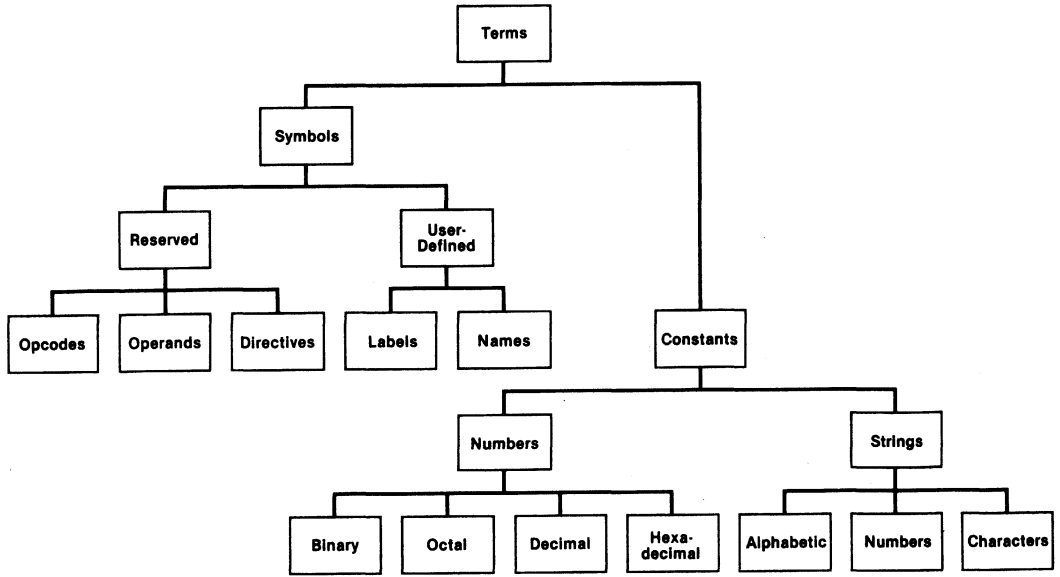 Terms
Symbols
Reserved
User-
Defined
Opcodes
Operands
Directives
Labels
Names
Constants
Numbers
Strings
Binary
Octal
Decimal
Hexa-
decimal
Alphabetic
Numbers
Characters